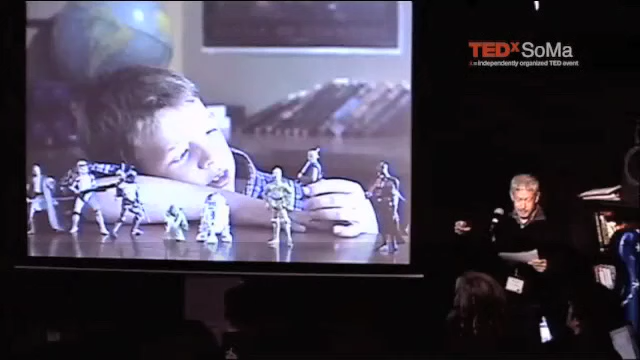 TEDxSoMa
x = independently organized TED event